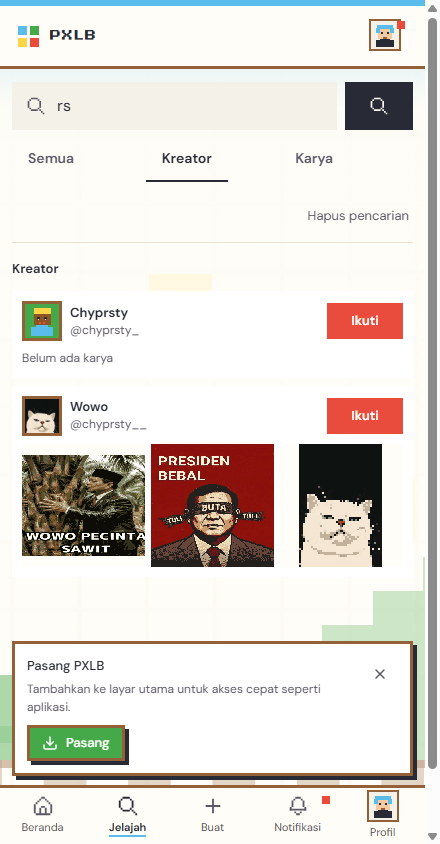 PXLB
rs
Semua
Kreator
Karya
Hapus pencarian
Kreator
Chyprsty
@chyprsty_
Ikuti
Belum ada karya
Wowo
@chyprsty__
Ikuti
WOWO PECINTA
SAWIT
PRESIDEN
BEBAL
TULI
BUTA
TULI
Pasang PXLB
Tambahkan ke layar utama untuk akses cepat seperti
aplikasi.
Pasang
Beranda
Jelajah
Buat
Notifikasi
Profil